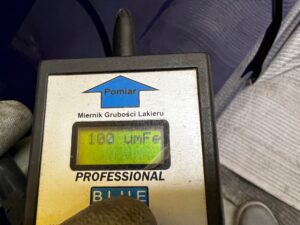 Pomiar
Miernik Grubości Lakieru
100 umFe
PROFESSIONAL
BLUE